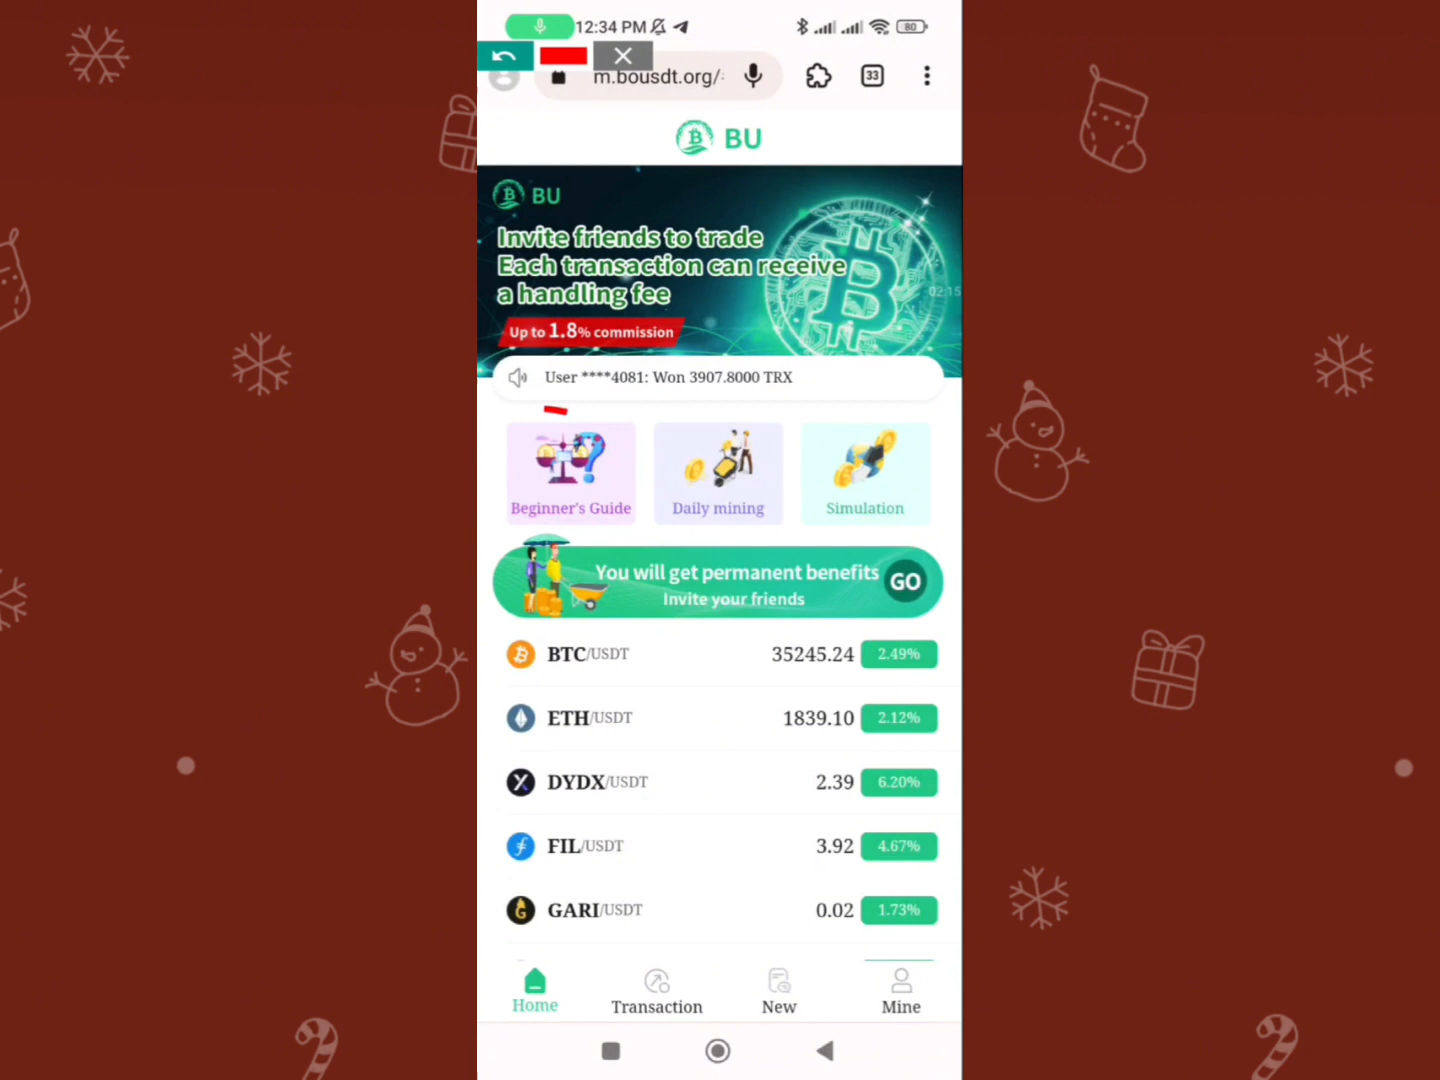 12:34 PM
80
m.bousdt.org/
33
BU
BU
Invite friends to trade
Each transaction can receive
a handling fee
02:15
Up to 1.8% commission
User ****4081: Won 3907.8000 TRX
Beginner's Guide
Daily mining
Simulation
You will get permanent benefits
GO
Invite your friends
BTC/USDT 35245.24 2.49%
ETH/USDT 1839.10 2.12%
DYDX/USDT 2.39 6.20%
FIL/USDT 3.92 4.67%
GARI/USDT 0.02 1.73%
Home
Transaction
New
Mine